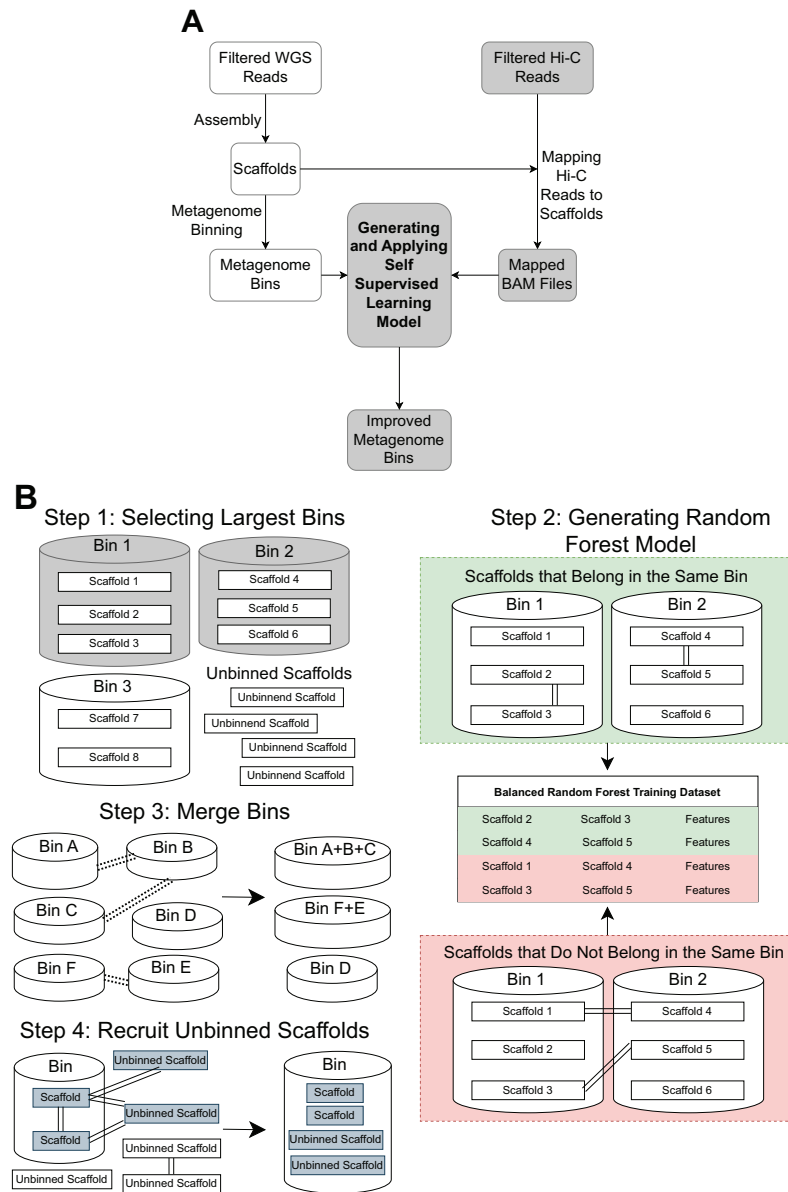 A
Filtered WGS
Reads
Filtered Hi-C
Reads
Assembly
Scaffolds
Mapping
Hi-C
Reads to
Scaffolds
Metagenome
Binning
Generating
and Applying
Self
Supervised
Learning
Model
Metagenome
Bins
Mapped
BAM Files
Improved
Metagenome
Bins
B
Step 1: Selecting Largest Bins
Bin 1
Scaffold 1
Scaffold 2
Scaffold 3
Bin 2
Scaffold 4
Scaffold 5
Scaffold 6
Bin 3
Scaffold 7
Scaffold 8
Unbinned Scaffolds
Unbinnend Scaffold
Unbinnend Scaffold
Unbinnend Scaffold
Unbinnend Scaffold
Step 2: Generating Random
Forest Model
Scaffolds that Belong in the Same Bin
Bin 1
Scaffold 1
Scaffold 2
Scaffold 3
Bin 2
Scaffold 4
Scaffold 5
Scaffold 6
Balanced Random Forest Training Dataset
Scaffold 2 Scaffold 3 Features
Scaffold 4 Scaffold 5 Features
Scaffold 1 Scaffold 4 Features
Scaffold 3 Scaffold 5 Features
Scaffolds that Do Not Belong in the Same Bin
Bin 1
Scaffold 1
Scaffold 2
Scaffold 3
Bin 2
Scaffold 4
Scaffold 5
Scaffold 6
Step 3: Merge Bins
Bin A
Bin B
Bin C
Bin D
Bin F
Bin E
Bin A+B+C
Bin F+E
Bin D
Step 4: Recruit Unbinned Scaffolds
Bin
Scaffold
Scaffold
Unbinned Scaffold
Unbinned Scaffold
Unbinned Scaffold
Unbinned Scaffold
Unbinned Scaffold
Bin
Scaffold
Scaffold
Unbinned Scaffold
Unbinned Scaffold